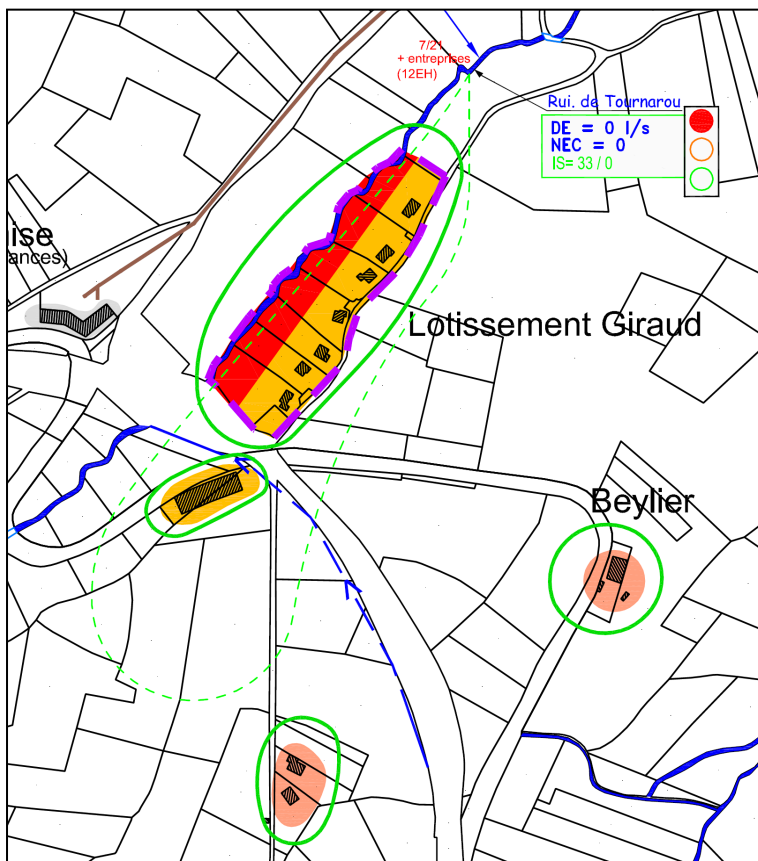 7/21
+ entreprises
(12EH)
Rui. de Tournarou
DE = 0 l/s
NEC = 0
IS= 33 / 0
ise
ances)
Lotissement Giraud
Beylier